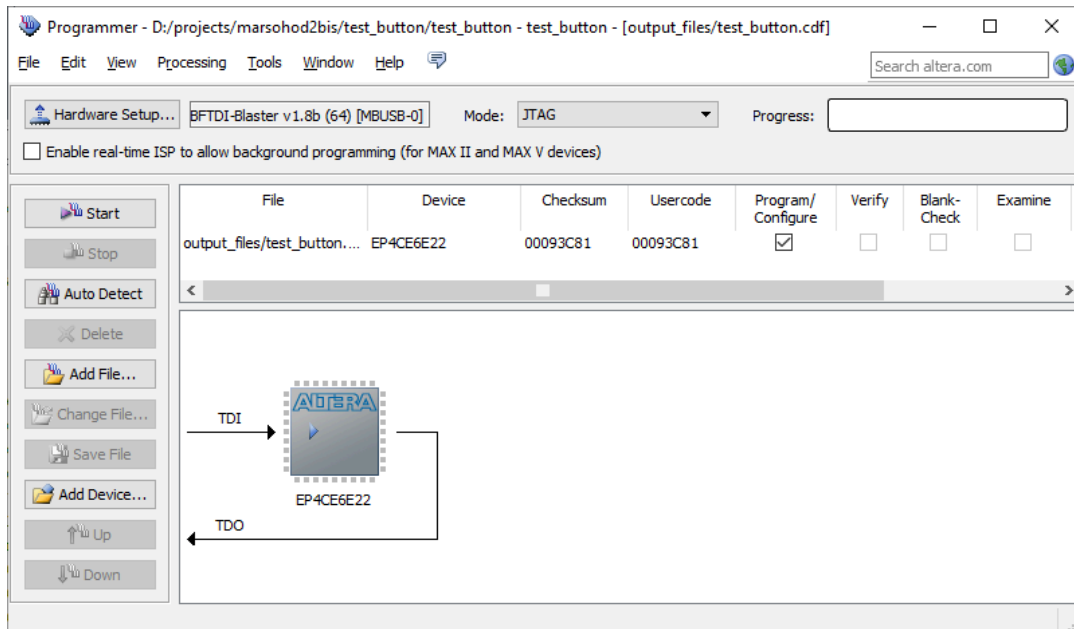 Programmer - D:/projects/marsohod2bis/test_button/test_button - test_button - [output_files/test_button.cdf]
File Edit View Processing Tools Window Help
Search altera.com
Hardware Setup... BFTDI-Blaster v1.8b (64) [MBUSB-0] Mode: JTAG Progress:
Enable real-time ISP to allow background programming (for MAX II and MAX V devices)
Start
Stop
Auto Detect
Delete
Add File...
Change File...
Save File
Add Device...
Up
Down
File Device Checksum Usercode Program/ Verify Blank- Examine
Configure Check
output_files/test_button.... EP4CE6E22 00093C81 00093C81
TDI
ALTERA
EP4CE6E22
TDO